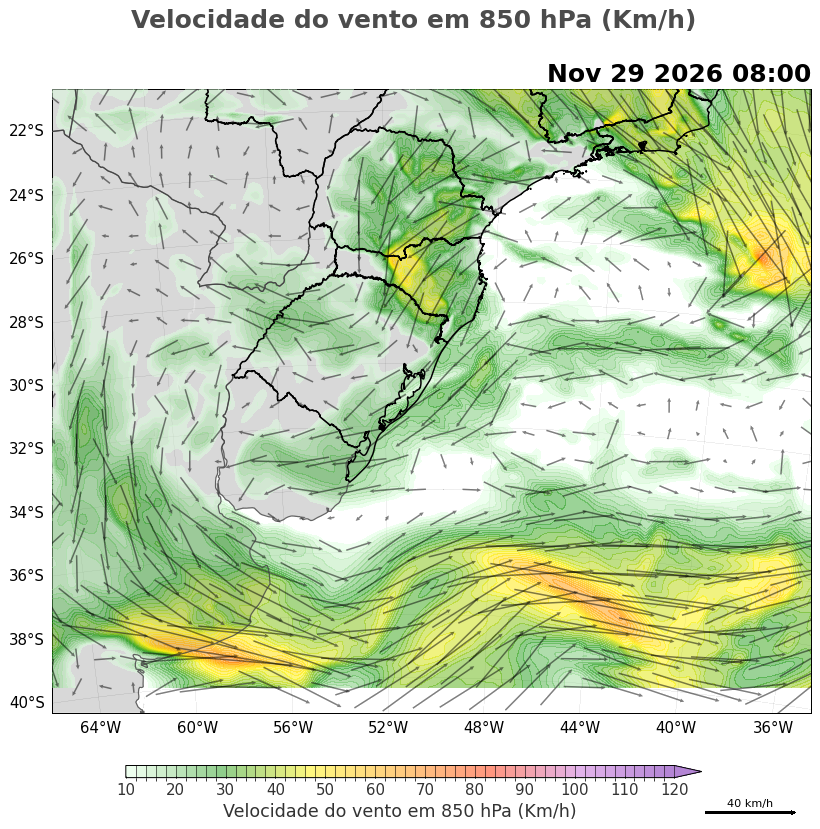 Velocidade do vento em 850 hPa (Km/h)
Nov 29 2026 08:00
22°S
24°S
26°S
28°S
30°S
32°S
34°S
36°S
38°S
40°S
64°W 60°W 56°W 52°W 48°W 44°W 40°W 36°W
10 20 30 40 50 60 70 80 90 100 110 120
40 km/h
Velocidade do vento em 850 hPa (Km/h)